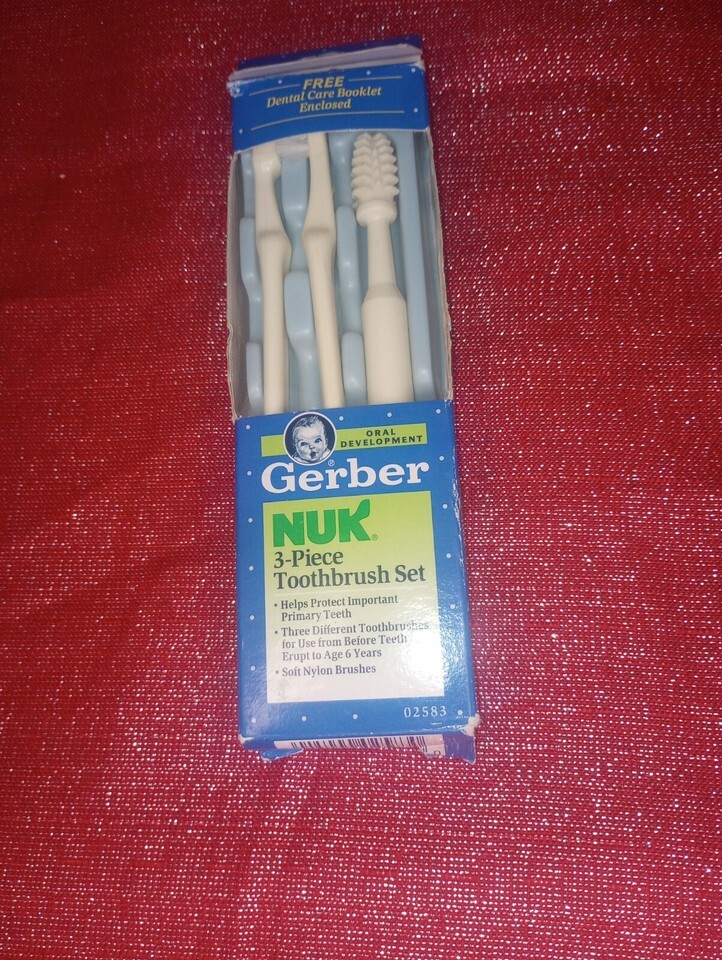 FREE
Dental Care Booklet
Enclosed
ORAL
DEVELOPMENT
Gerber®
NUK®
3-Piece
Toothbrush Set
• Helps Protect Important
Primary Teeth
• Three Different Toothbrushes
for Use from Before Teeth
Erupt to Age 6 Years
• Soft Nylon Brushes
02583